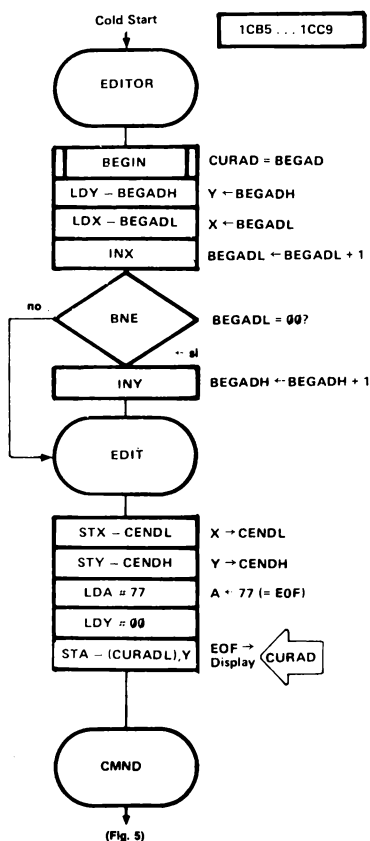 Cold Start
1CB5 . . . 1CC9
EDITOR
BEGIN CURAD = BEGAD
LDY – BEGADH Y ← BEGADH
LDX – BEGADL X ← BEGADL
INX BEGADL ← BEGADL + 1
no
BNE BEGADL = 00?
← si
INY BEGADH ← BEGADH + 1
EDIT
STX – CENDL X → CENDL
STY – CENDH Y → CENDH
LDA # 77 A ← 77 (= EOF)
LDY # 00
STA – (CURADL),Y EOF → Display CURAD
CMND
(Fig. 5)